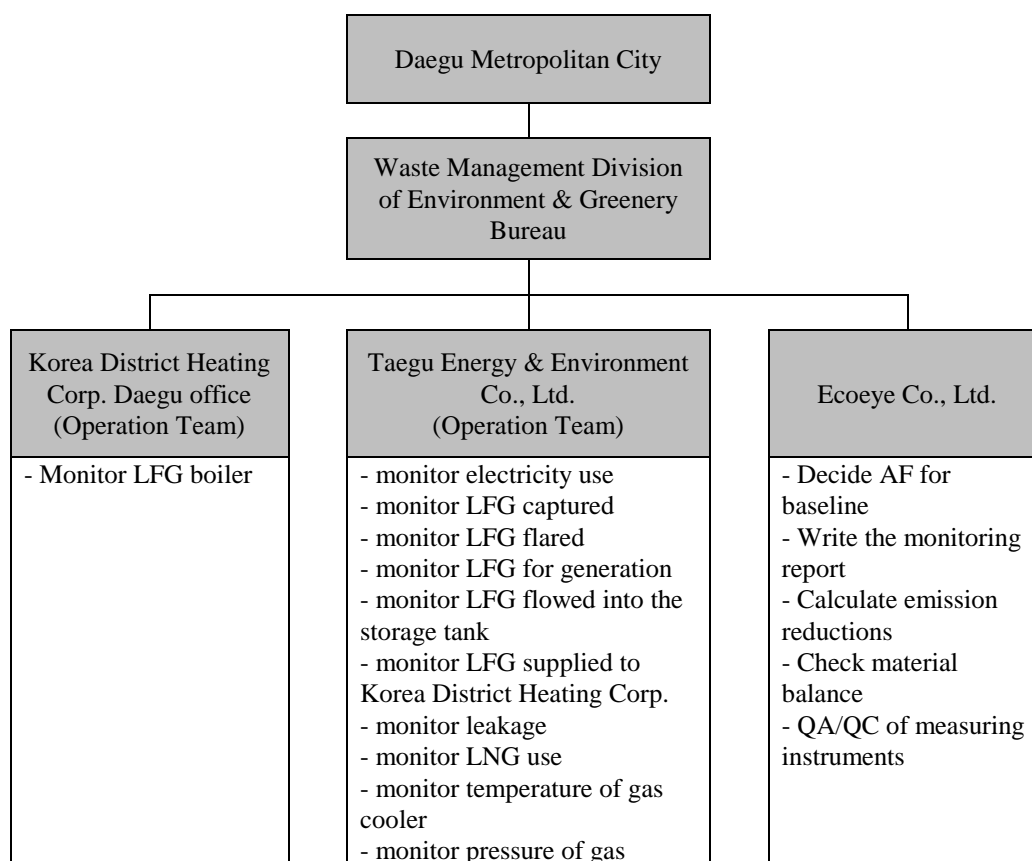 Daegu Metropolitan City
Waste Management Division
of Environment & Greenery
Bureau
Korea District Heating
Corp. Daegu office
(Operation Team)
- Monitor LFG boiler
Taegu Energy & Environment
Co., Ltd.
(Operation Team)
- monitor electricity use
- monitor LFG captured
- monitor LFG flared
- monitor LFG for generation
- monitor LFG flowed into the
storage tank
- monitor LFG supplied to
Korea District Heating Corp.
- monitor leakage
- monitor LNG use
- monitor temperature of gas
cooler
- monitor pressure of gas
Ecoeye Co., Ltd.
- Decide AF for
baseline
- Write the monitoring
report
- Calculate emission
reductions
- Check material
balance
- QA/QC of measuring
instruments